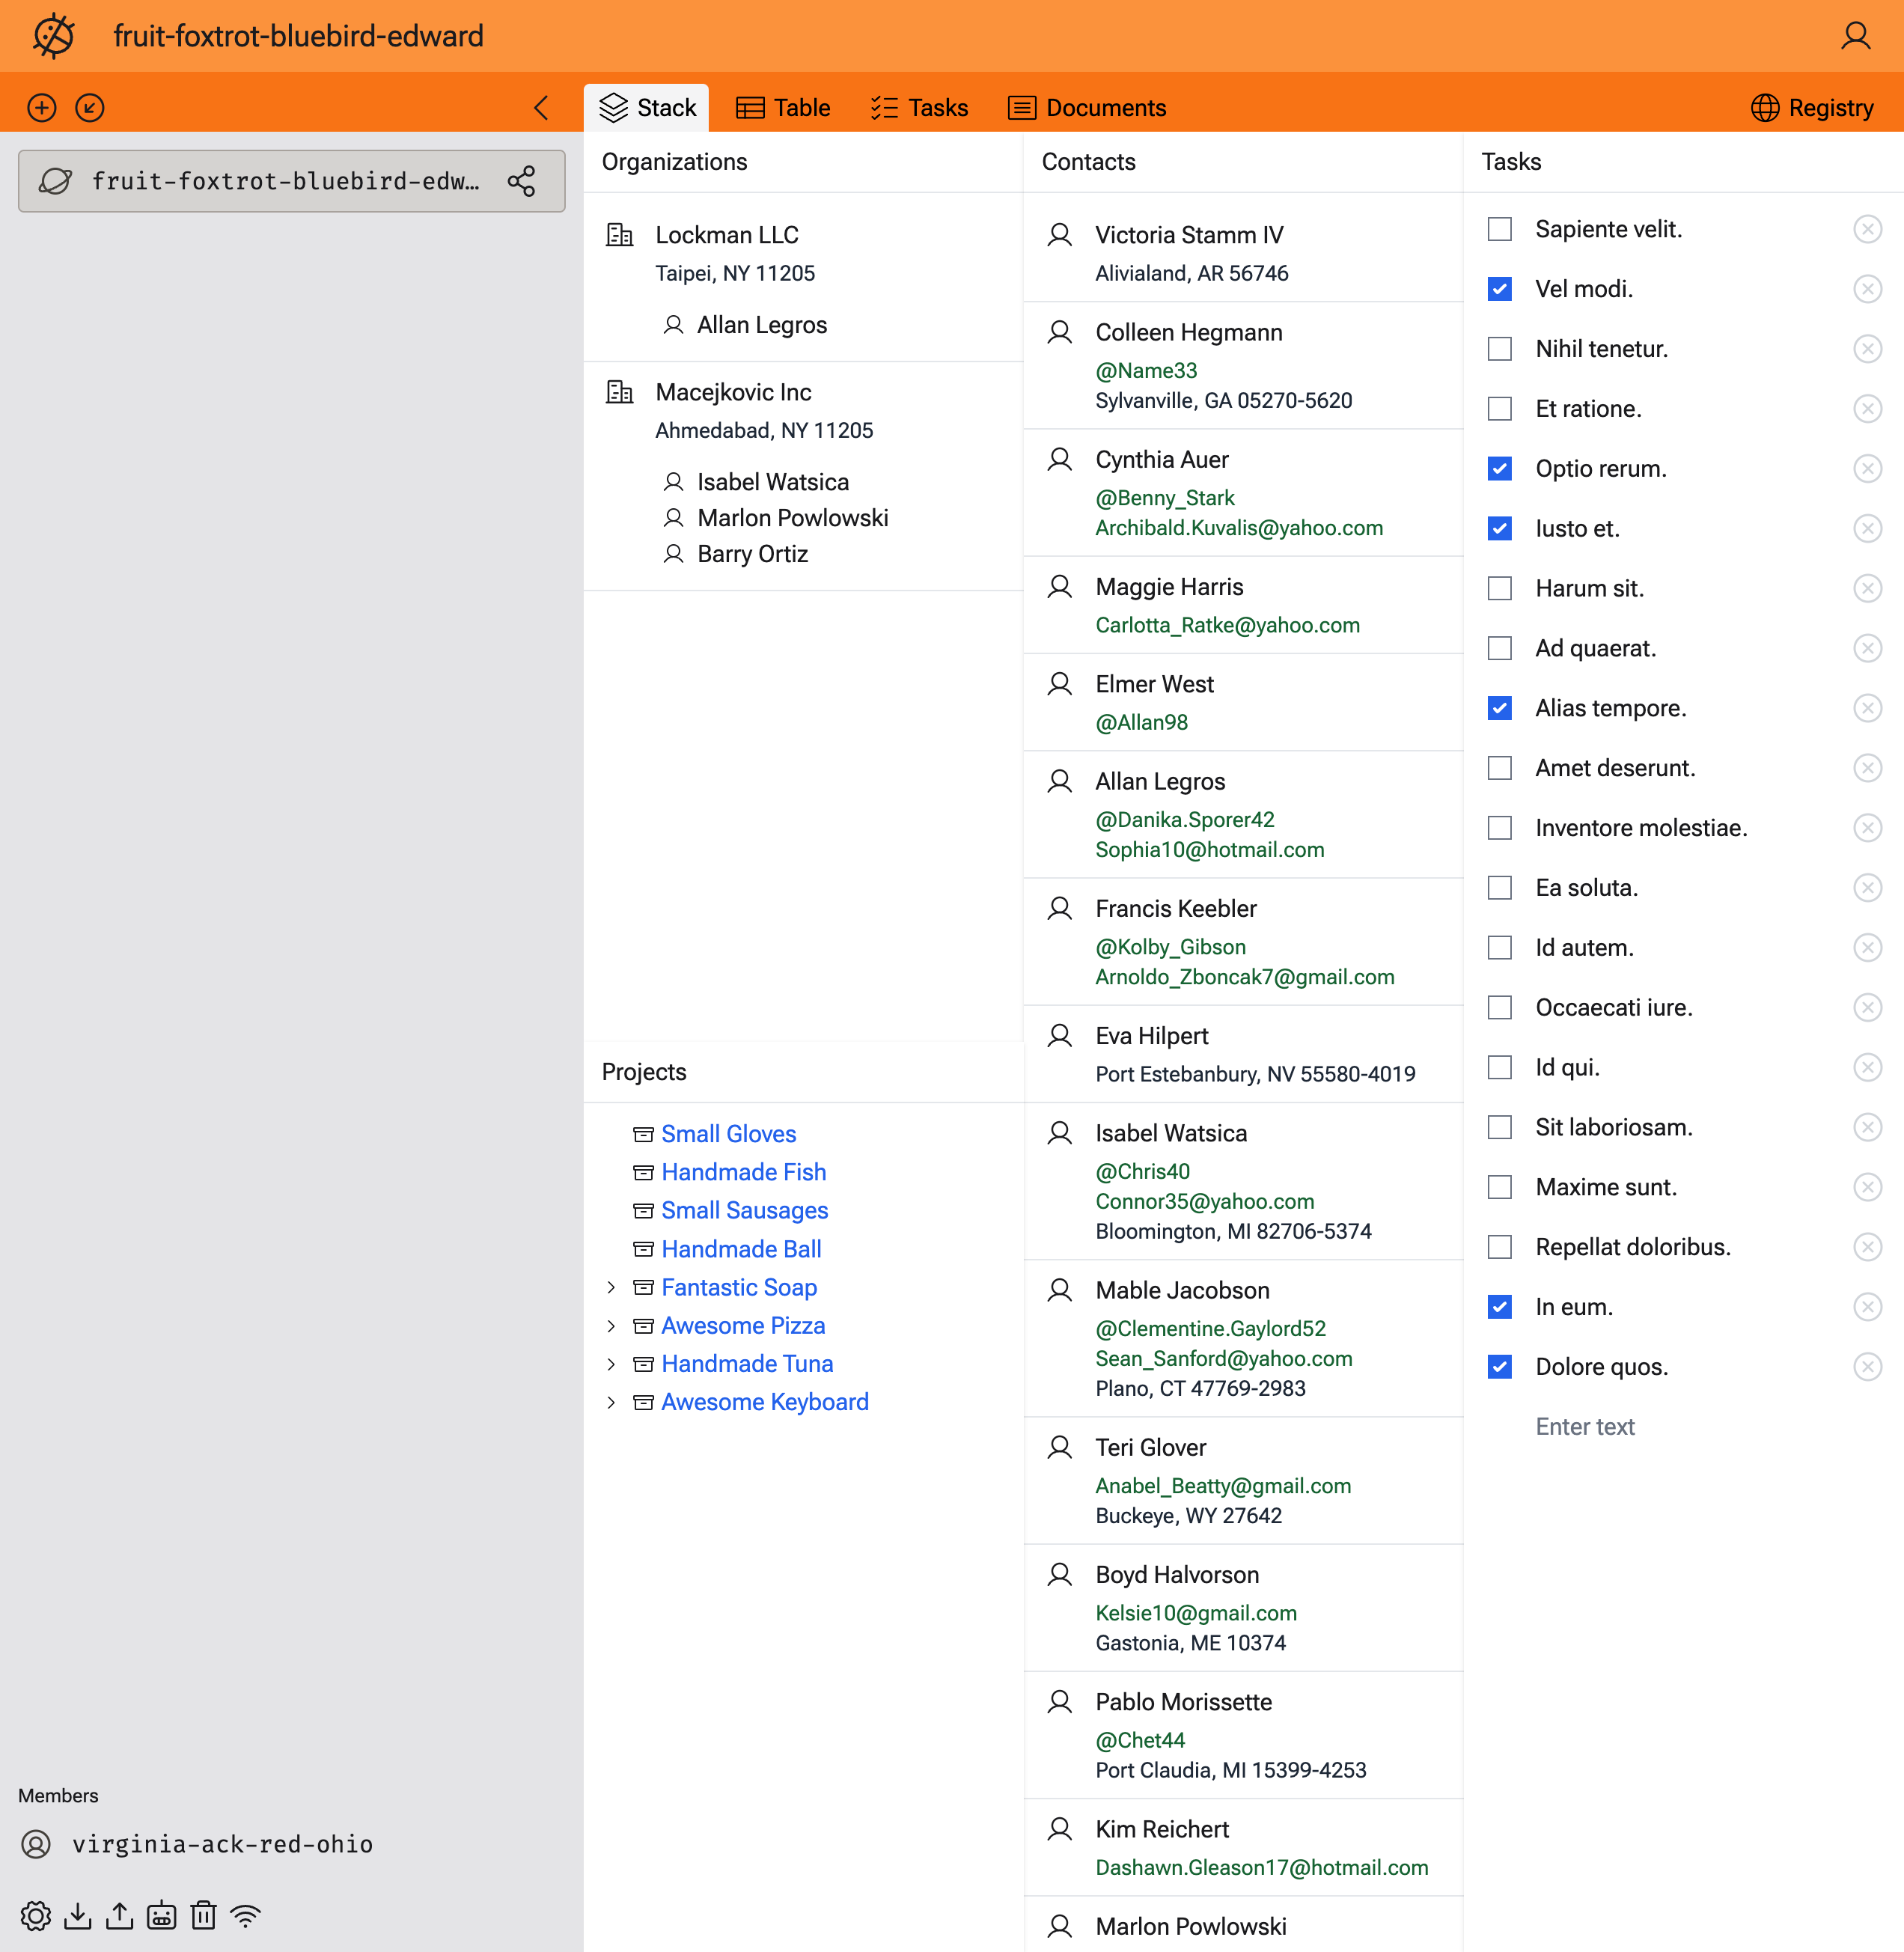 fruit-foxtrot-bluebird-edward
Stack
Table
Tasks
Documents
Registry
fruit-foxtrot-bluebird-edw…
Members
virginia-ack-red-ohio
Organizations
Lockman LLC
Taipei, NY 11205
Allan Legros
Macejkovic Inc
Ahmedabad, NY 11205
Isabel Watsica
Marlon Powlowski
Barry Ortiz
Projects
Small Gloves
Handmade Fish
Small Sausages
Handmade Ball
Fantastic Soap
Awesome Pizza
Handmade Tuna
Awesome Keyboard
Contacts
Victoria Stamm IV
Alivialand, AR 56746
Colleen Hegmann
@Name33
Sylvanville, GA 05270-5620
Cynthia Auer
@Benny_Stark
Archibald.Kuvalis@yahoo.com
Maggie Harris
Carlotta_Ratke@yahoo.com
Elmer West
@Allan98
Allan Legros
@Danika.Sporer42
Sophia10@hotmail.com
Francis Keebler
@Kolby_Gibson
Arnoldo_Zboncak7@gmail.com
Eva Hilpert
Port Estebanbury, NV 55580-4019
Isabel Watsica
@Chris40
Connor35@yahoo.com
Bloomington, MI 82706-5374
Mable Jacobson
@Clementine.Gaylord52
Sean_Sanford@yahoo.com
Plano, CT 47769-2983
Teri Glover
Anabel_Beatty@gmail.com
Buckeye, WY 27642
Boyd Halvorson
Kelsie10@gmail.com
Gastonia, ME 10374
Pablo Morissette
@Chet44
Port Claudia, MI 15399-4253
Kim Reichert
Dashawn.Gleason17@hotmail.com
Marlon Powlowski
Tasks
Sapiente velit.
Vel modi.
Nihil tenetur.
Et ratione.
Optio rerum.
Iusto et.
Harum sit.
Ad quaerat.
Alias tempore.
Amet deserunt.
Inventore molestiae.
Ea soluta.
Id autem.
Occaecati iure.
Id qui.
Sit laboriosam.
Maxime sunt.
Repellat doloribus.
In eum.
Dolore quos.
Enter text